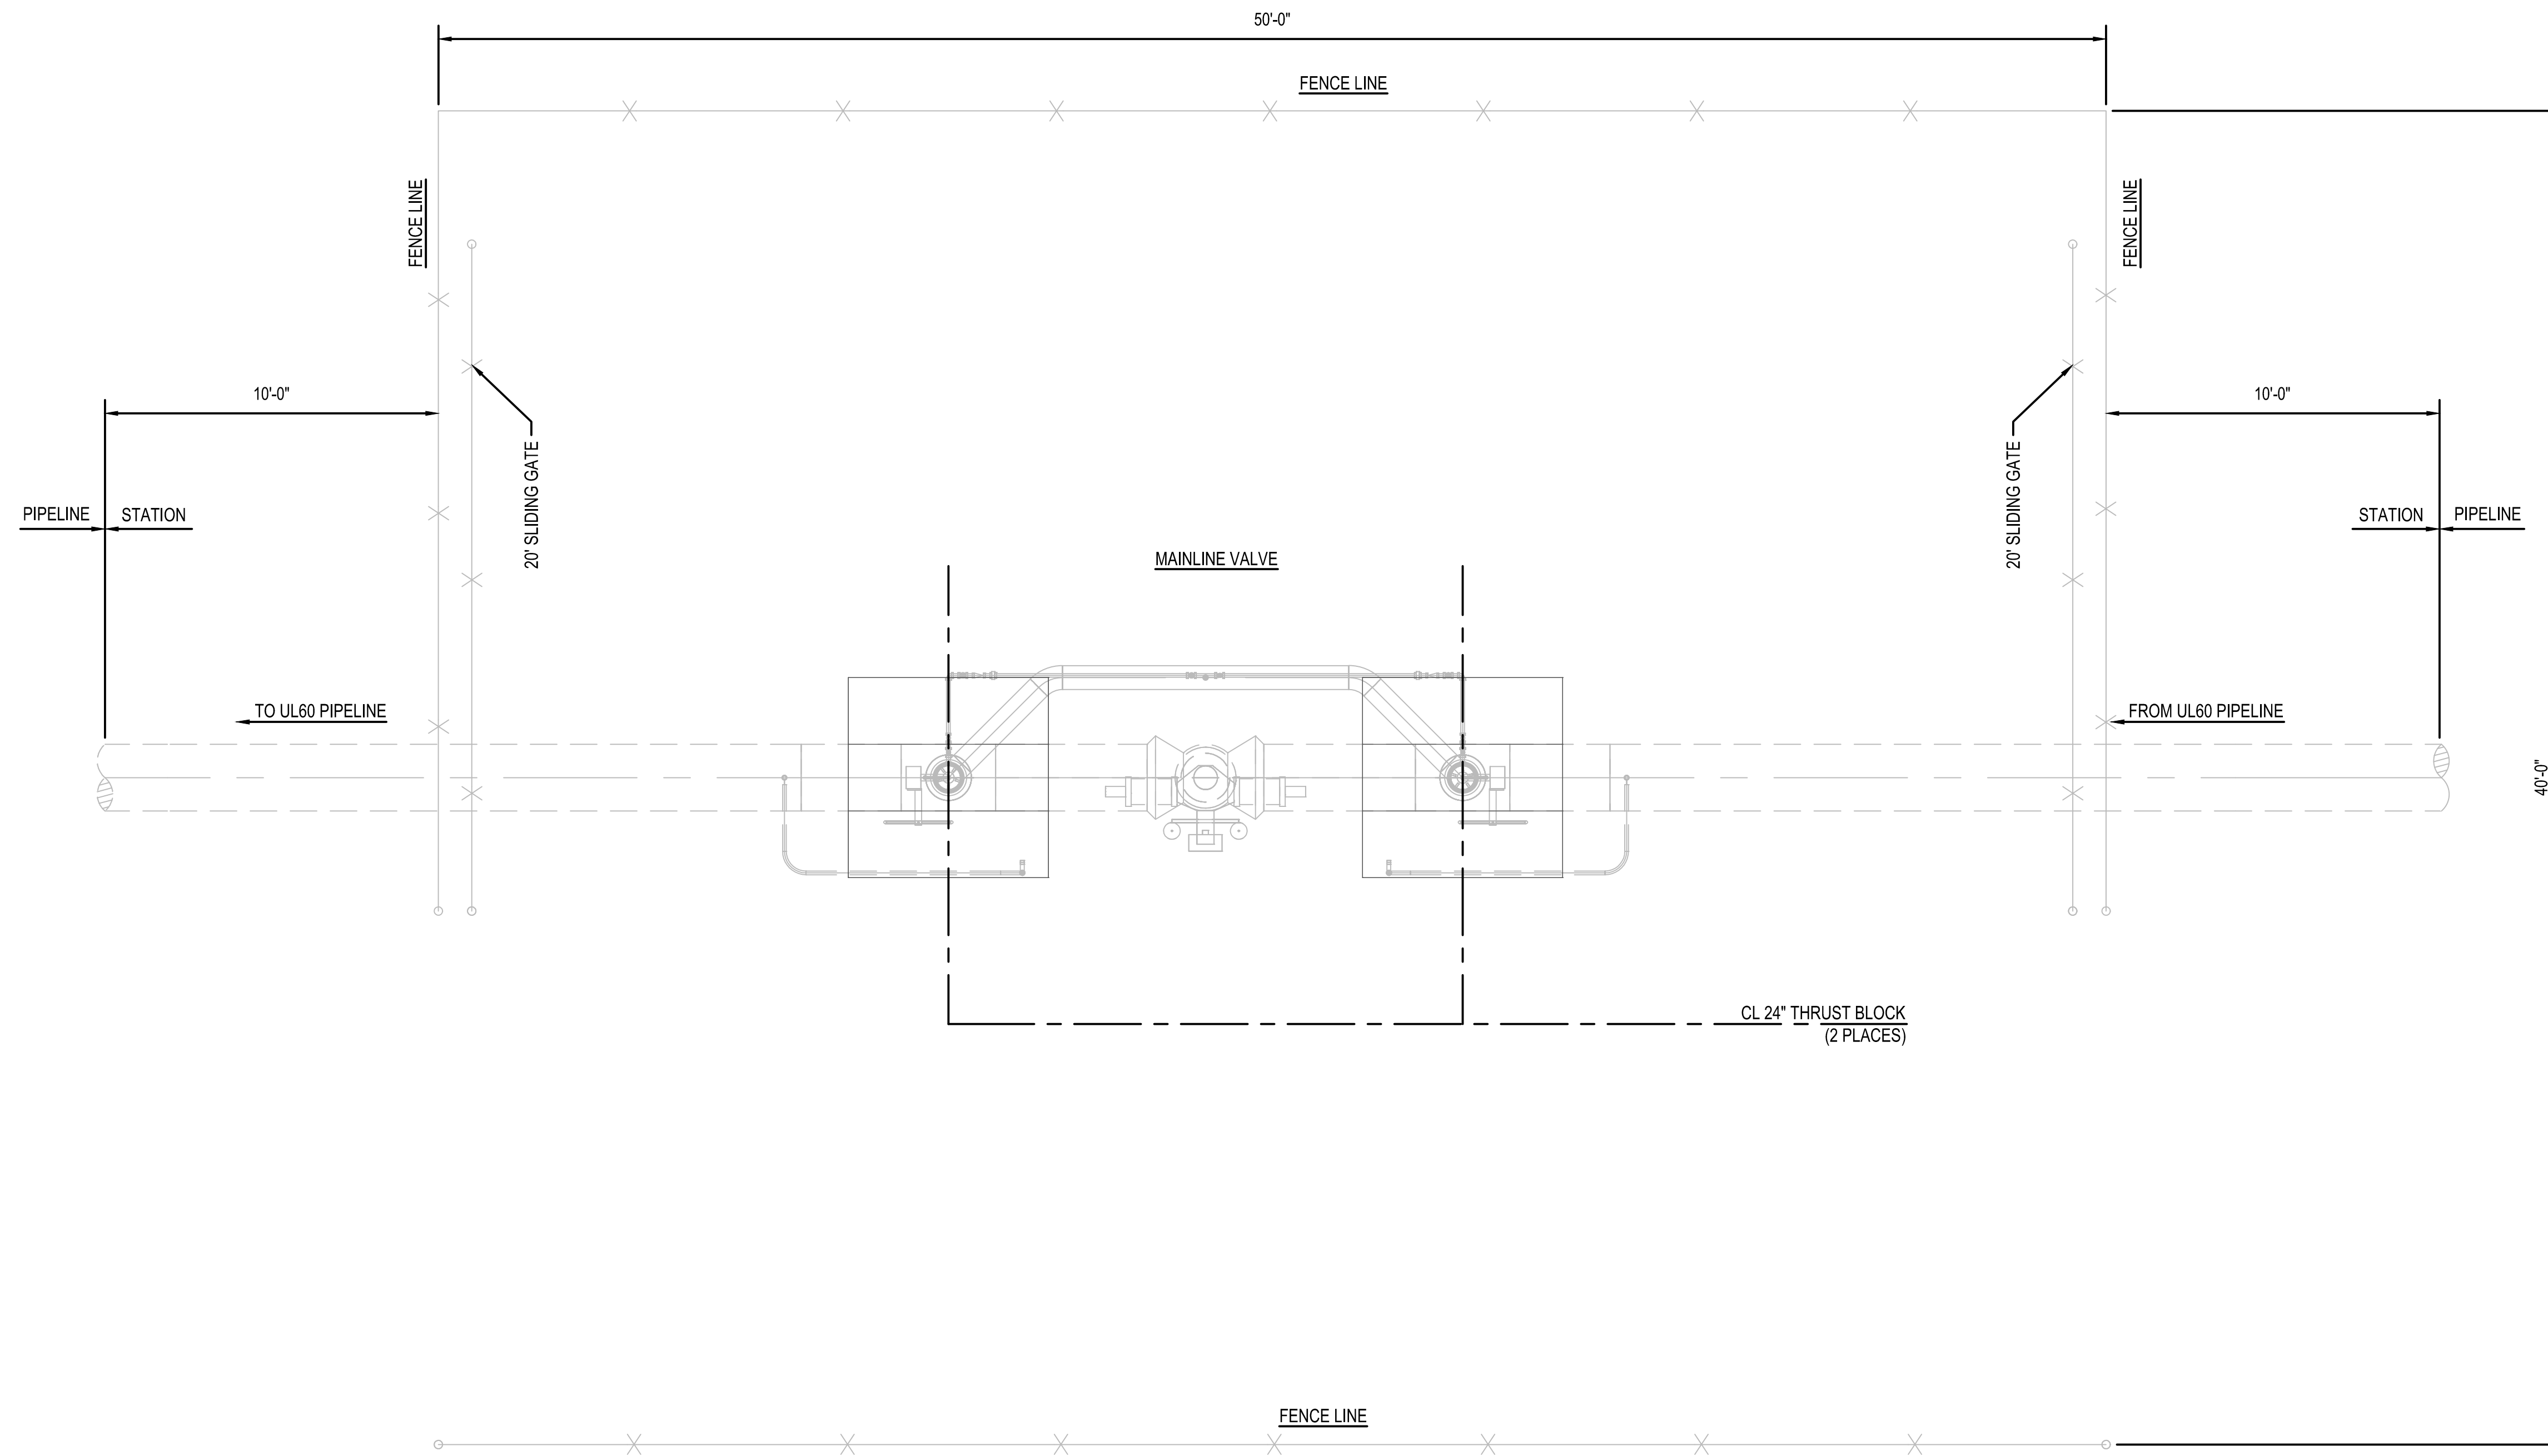 50'-0"
FENCE LINE
FENCE LINE
FENCE LINE
10'-0"
10'-0"
20' SLIDING GATE
20' SLIDING GATE
PIPELINE
STATION
STATION
PIPELINE
MAINLINE VALVE
TO UL60 PIPELINE
FROM UL60 PIPELINE
40'-0"
CL 24" THRUST BLOCK
(2 PLACES)
FENCE LINE